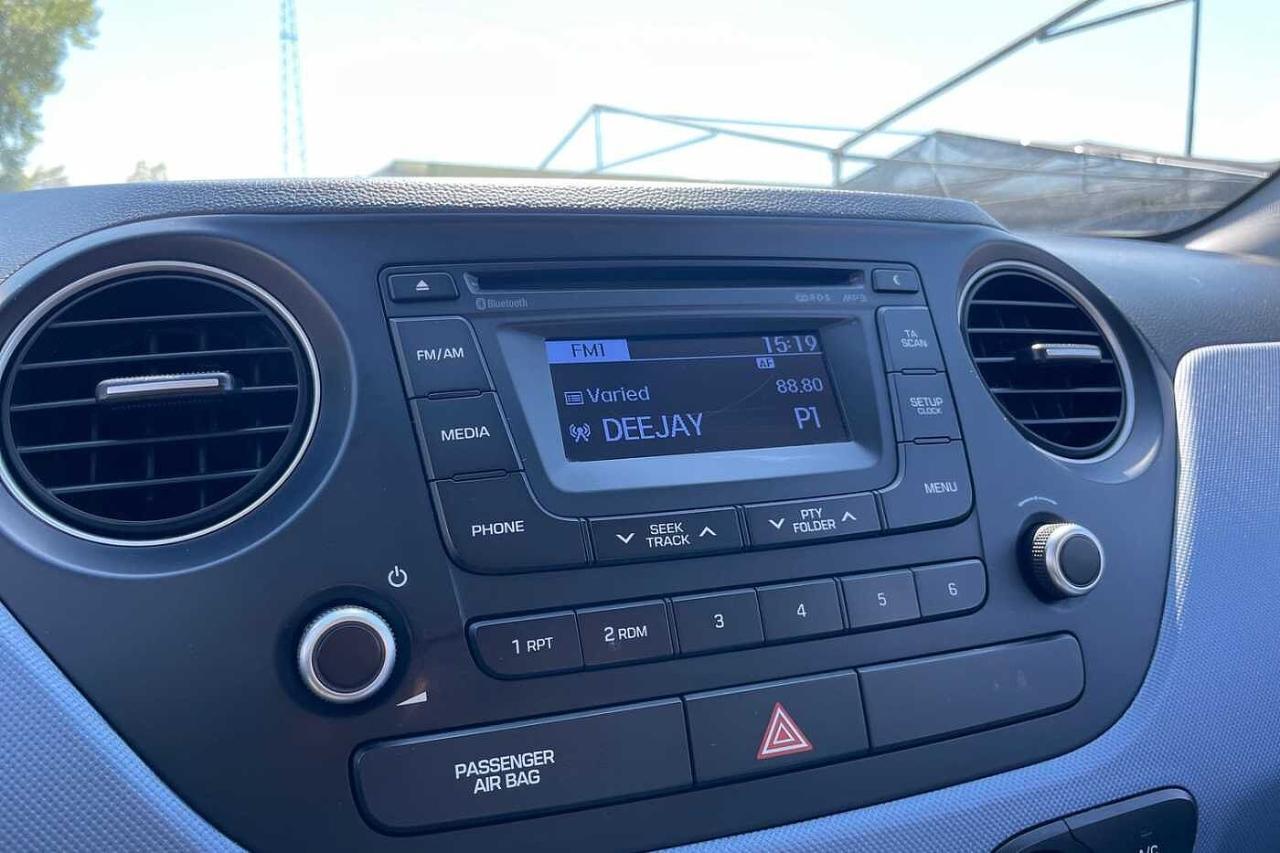 Bluetooth
RDS MP3
FM/AM
MEDIA
PHONE
FM1
15:19
AF
Varied
88.80
DEEJAY
P1
TA
SCAN
SETUP
CLOCK
MENU
SEEK
TRACK
PTY
FOLDER
1 RPT
2 RDM
3
4
5
6
PASSENGER
AIR BAG
A/C